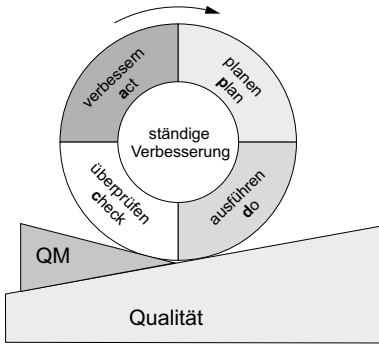 verbessern
act
planen
plan
ständige
Verbesserung
überprüfen
check
ausführen
do
QM
Qualität